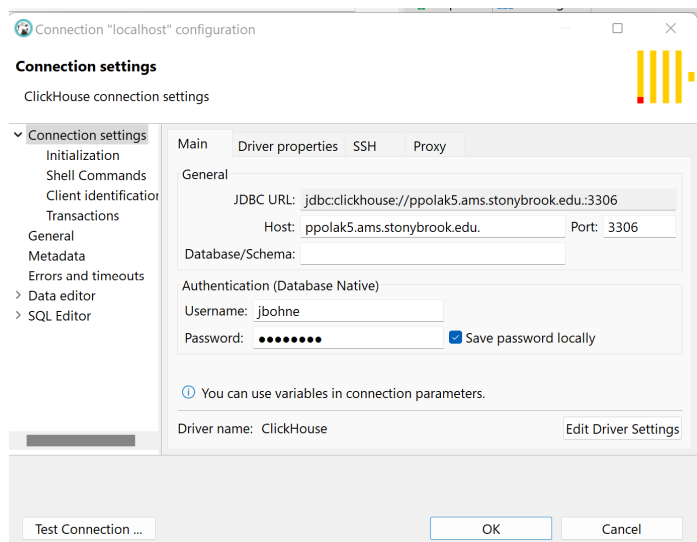 Connection "localhost" configuration
Connection settings
ClickHouse connection settings
Connection settings
Initialization
Shell Commands
Client identification
Transactions
General
Metadata
Errors and timeouts
Data editor
SQL Editor
Main Driver properties SSH Proxy
General
JDBC URL: jdbc:clickhouse://ppolak5.ams.stonybrook.edu.:3306
Host: ppolak5.ams.stonybrook.edu. Port: 3306
Database/Schema:
Authentication (Database Native)
Username: jbohne
Password: ●●●●●●●● Save password locally
You can use variables in connection parameters.
Driver name: ClickHouse Edit Driver Settings
Test Connection ... OK Cancel